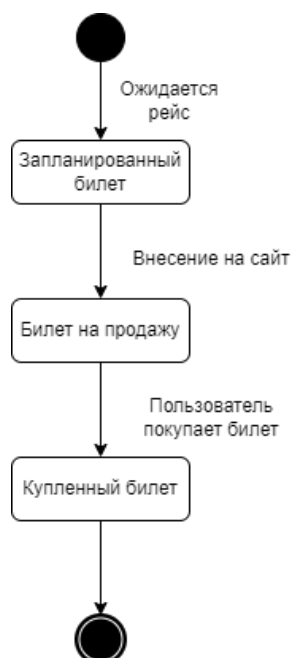 Ожидается
рейс
Запланированный
билет
Внесение на сайт
Билет на продажу
Пользователь
покупает билет
Купленный билет